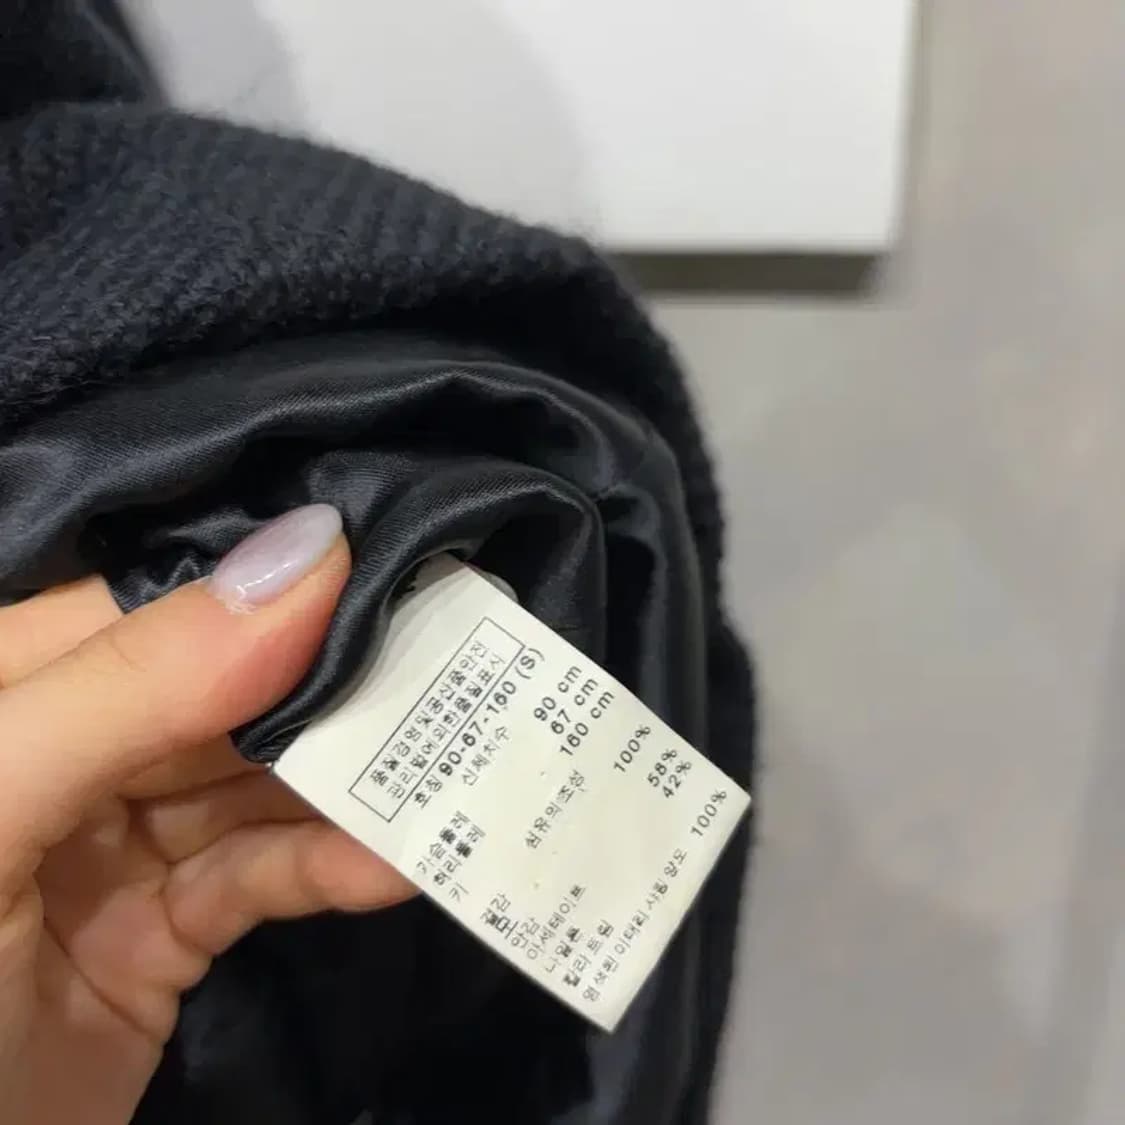 품질경영및공산품안전
관리법에의한품질표시
호칭 90-67-160 (S)
신체치수
가슴둘레 90 cm
허리둘레 67 cm
키 160 cm
섬유의조성
겉감
모 100%
안감
아세테이트 58%
나일론 42%
칼라트림
염색된 이태리 사필 양모 100%